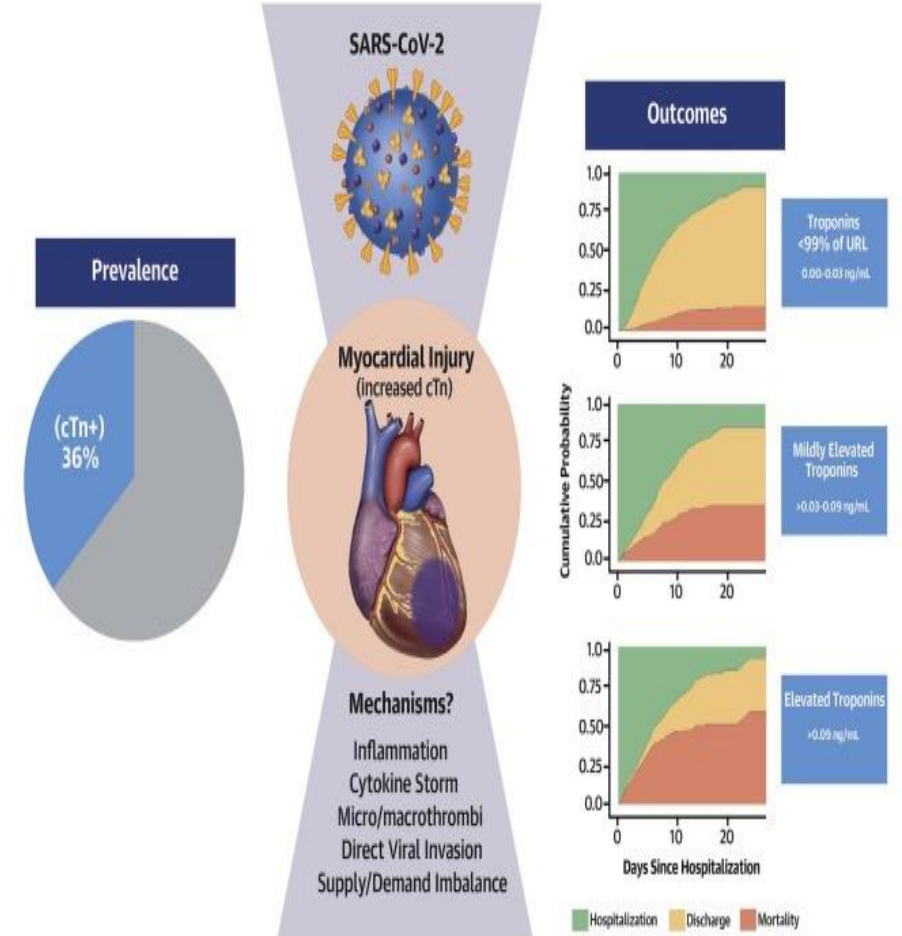 SARS-CoV-2
Prevalence
(cTn+)
36%
Myocardial Injury
(increased cTn)
Mechanisms?
Inflammation
Cytokine Storm
Micro/macrothrombi
Direct Viral Invasion
Supply/Demand Imbalance
Outcomes
Cumulative Probability
1.0
0.75
0.50
0.25
0.0
0 10 20
Troponins
<99% of URL
0.00-0.03 ng/mL
1.0
0.75
0.50
0.25
0.0
0 10 20
Mildly Elevated
Troponins
>0.03-0.09 ng/mL
1.0
0.75
0.50
0.25
0.0
0 10 20
Elevated Troponins
>0.09 ng/mL
Days Since Hospitalization
Hospitalization Discharge Mortality